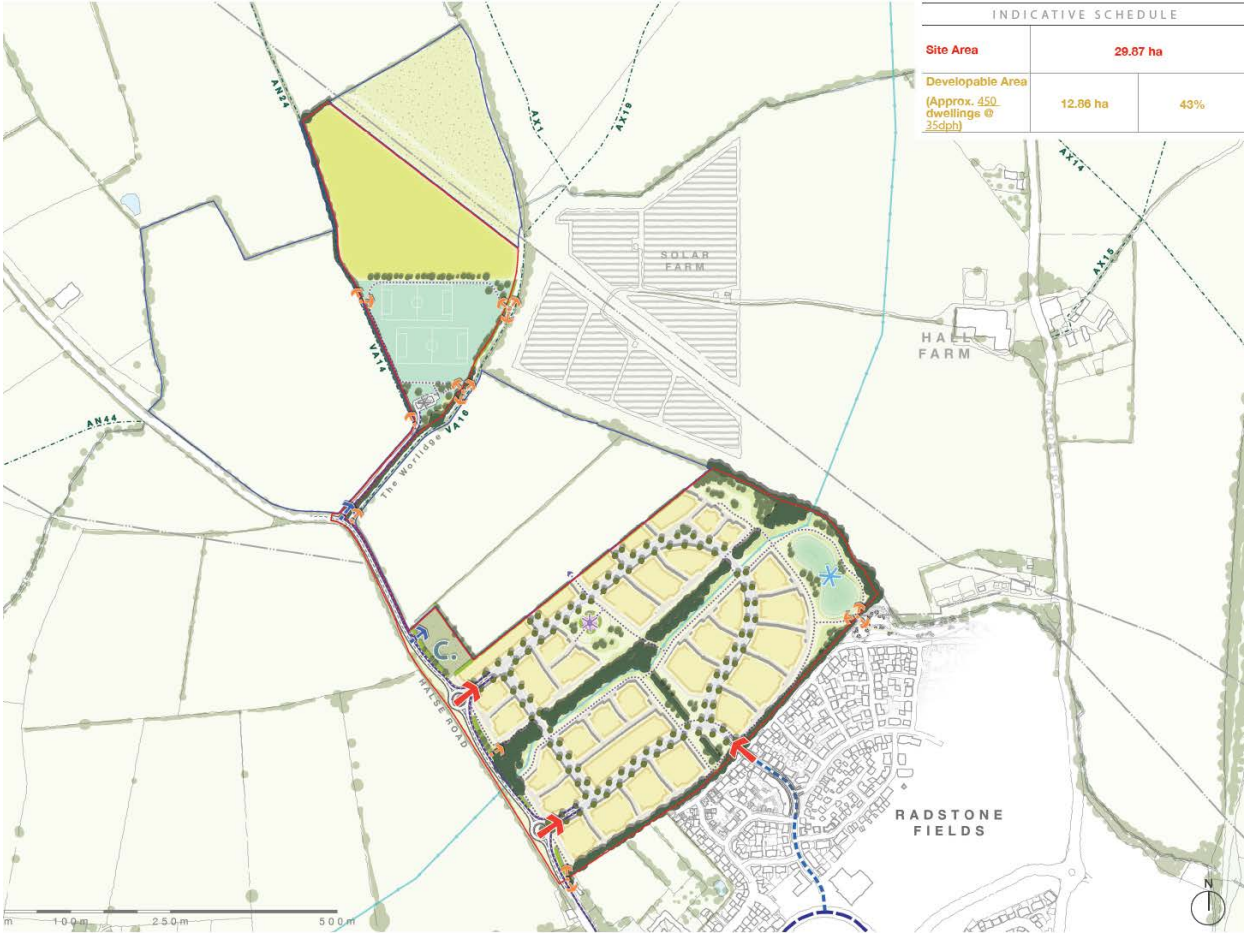 INDICATIVE SCHEDULE
Site Area
29.87 ha
Developable Area
(Approx. 450
dwellings @
35dph)
12.86 ha
43%
AN24
AX1
AX19
AX14
AX15
SOLAR
FARM
HALL
FARM
VA14
VA16
AN44
The Worlidge
C.
HALSE ROAD
RADSTONE
FIELDS
m
100m
250m
500m
N